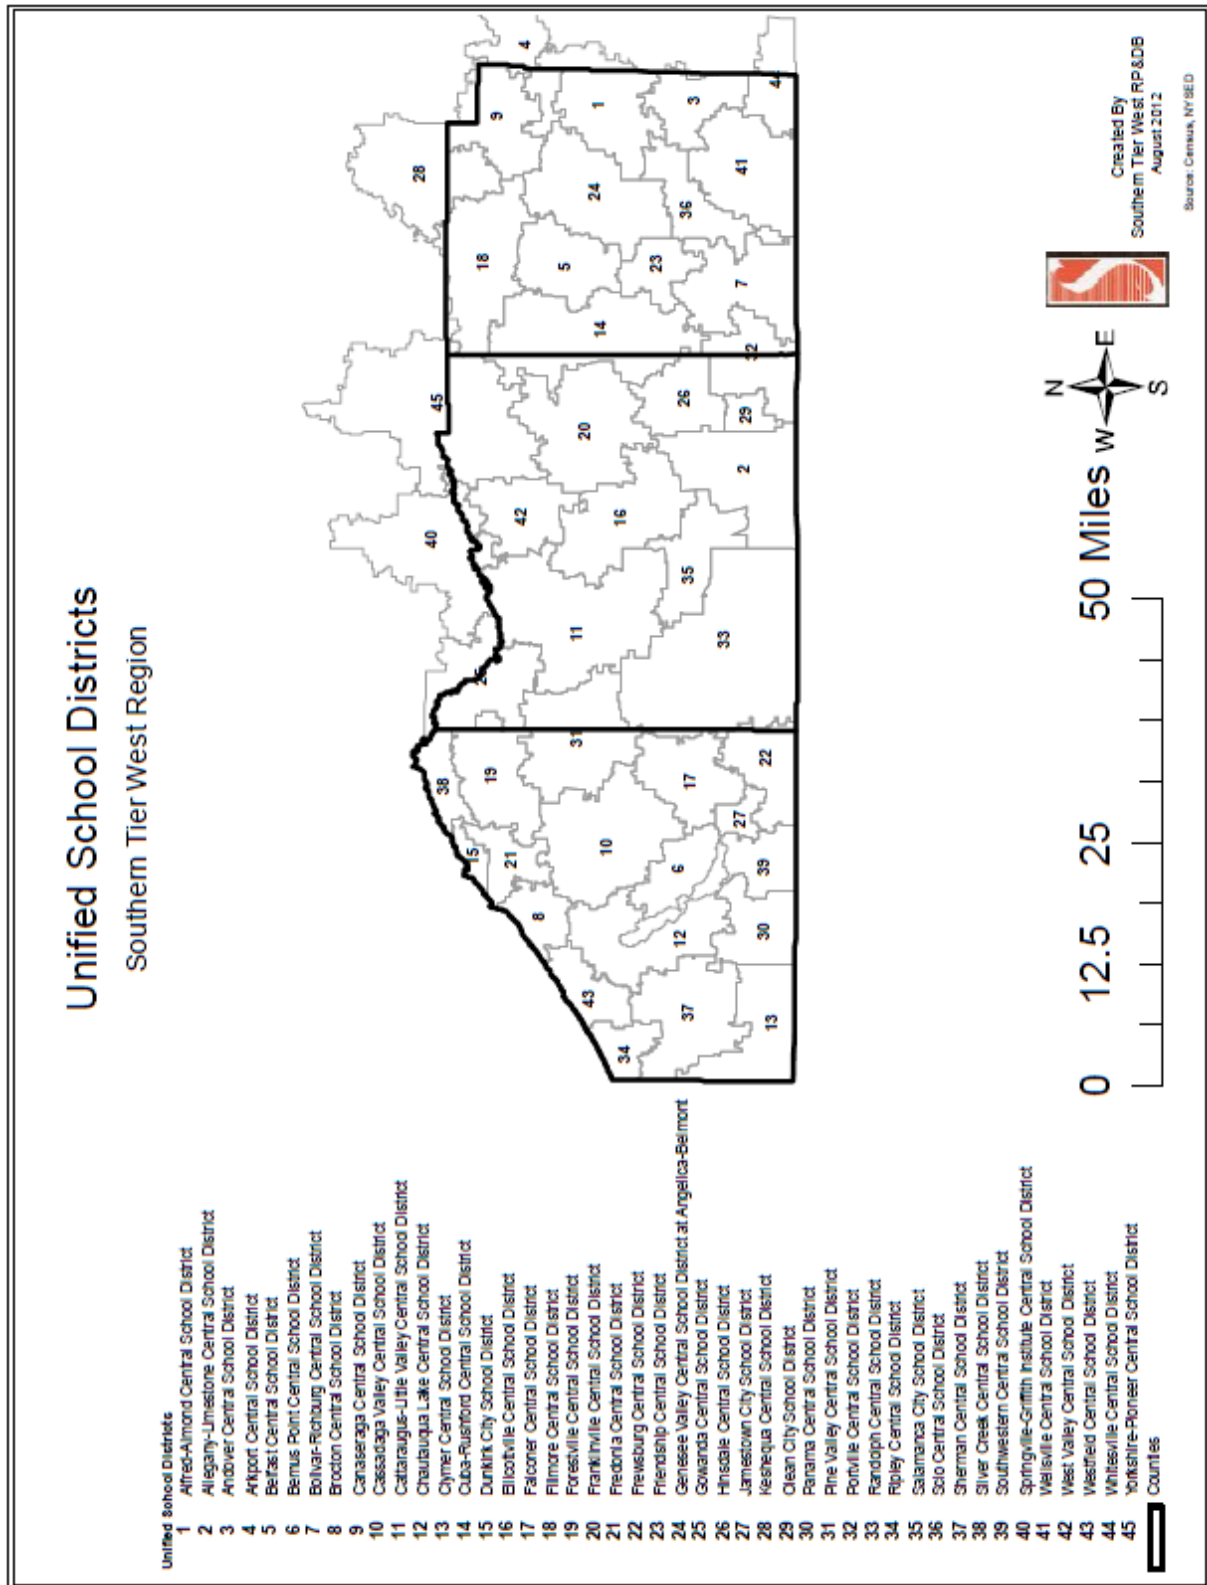 Unified School Districts
Southern Tier West Region
Unified School Districts
1 Alfred-Almond Central School District
2 Allegany-Limestone Central School District
3 Andover Central School District
4 Arkport Central School District
5 Belfast Central School District
6 Bemus Point Central School District
7 Bolivar-Richburg Central School District
8 Brocton Central School District
9 Canaseraga Central School District
10 Cassadaga Valley Central School District
11 Cattaraugus-Little Valley Central School District
12 Chautauqua Lake Central School District
13 Clymer Central School District
14 Cuba-Rushford Central School District
15 Dunkirk City School District
16 Ellicottville Central School District
17 Falconer Central School District
18 Fillmore Central School District
19 Forestville Central School District
20 Franklinville Central School District
21 Fredonia Central School District
22 Frewsburg Central School District
23 Friendship Central School District
24 Genesee Valley Central School District at Angelica-Belmont
25 Gowanda Central School District
26 Hinsdale Central School District
27 Jamestown City School District
28 Keshequa Central School District
29 Olean City School District
30 Panama Central School District
31 Pine Valley Central School District
32 Portville Central School District
33 Randolph Central School District
34 Ripley Central School District
35 Salamanca City School District
36 Scio Central School District
37 Sherman Central School District
38 Silver Creek Central School District
39 Southwestern Central School District
40 Springville-Griffith Institute Central School District
41 Wellsville Central School District
42 West Valley Central School District
43 Westfield Central School District
44 Whitesville Central School District
45 Yorkshire-Pioneer Central School District
Counties
4
28
9
1
3
44
18
24
36
41
5
23
7
14
32
45
20
26
29
2
40
42
16
35
11
33
25
38
19
31
17
22
15
21
10
6
27
39
8
12
30
43
34
37
13
0 12.5 25 50 Miles
N
W E
S
Created By
Southern Tier West RP&DB
August 2012
Source: Census, NYSED